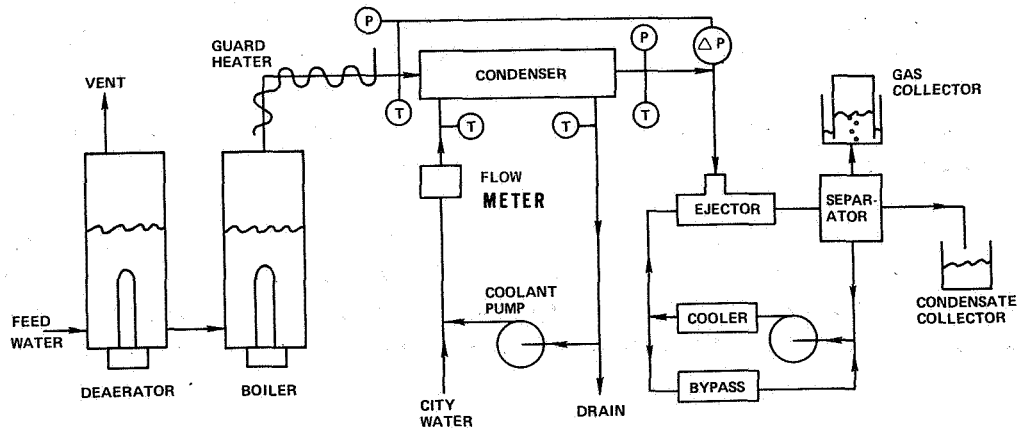 P
P
Δ P
GUARD
HEATER
VENT
CONDENSER
GAS
COLLECTOR
T
T
T
T
FLOW
METER
EJECTOR
SEPAR-
ATOR
COOLANT
PUMP
FEED
WATER
COOLER
CONDENSATE
COLLECTOR
BYPASS
DEAERATOR
BOILER
CITY
WATER
DRAIN